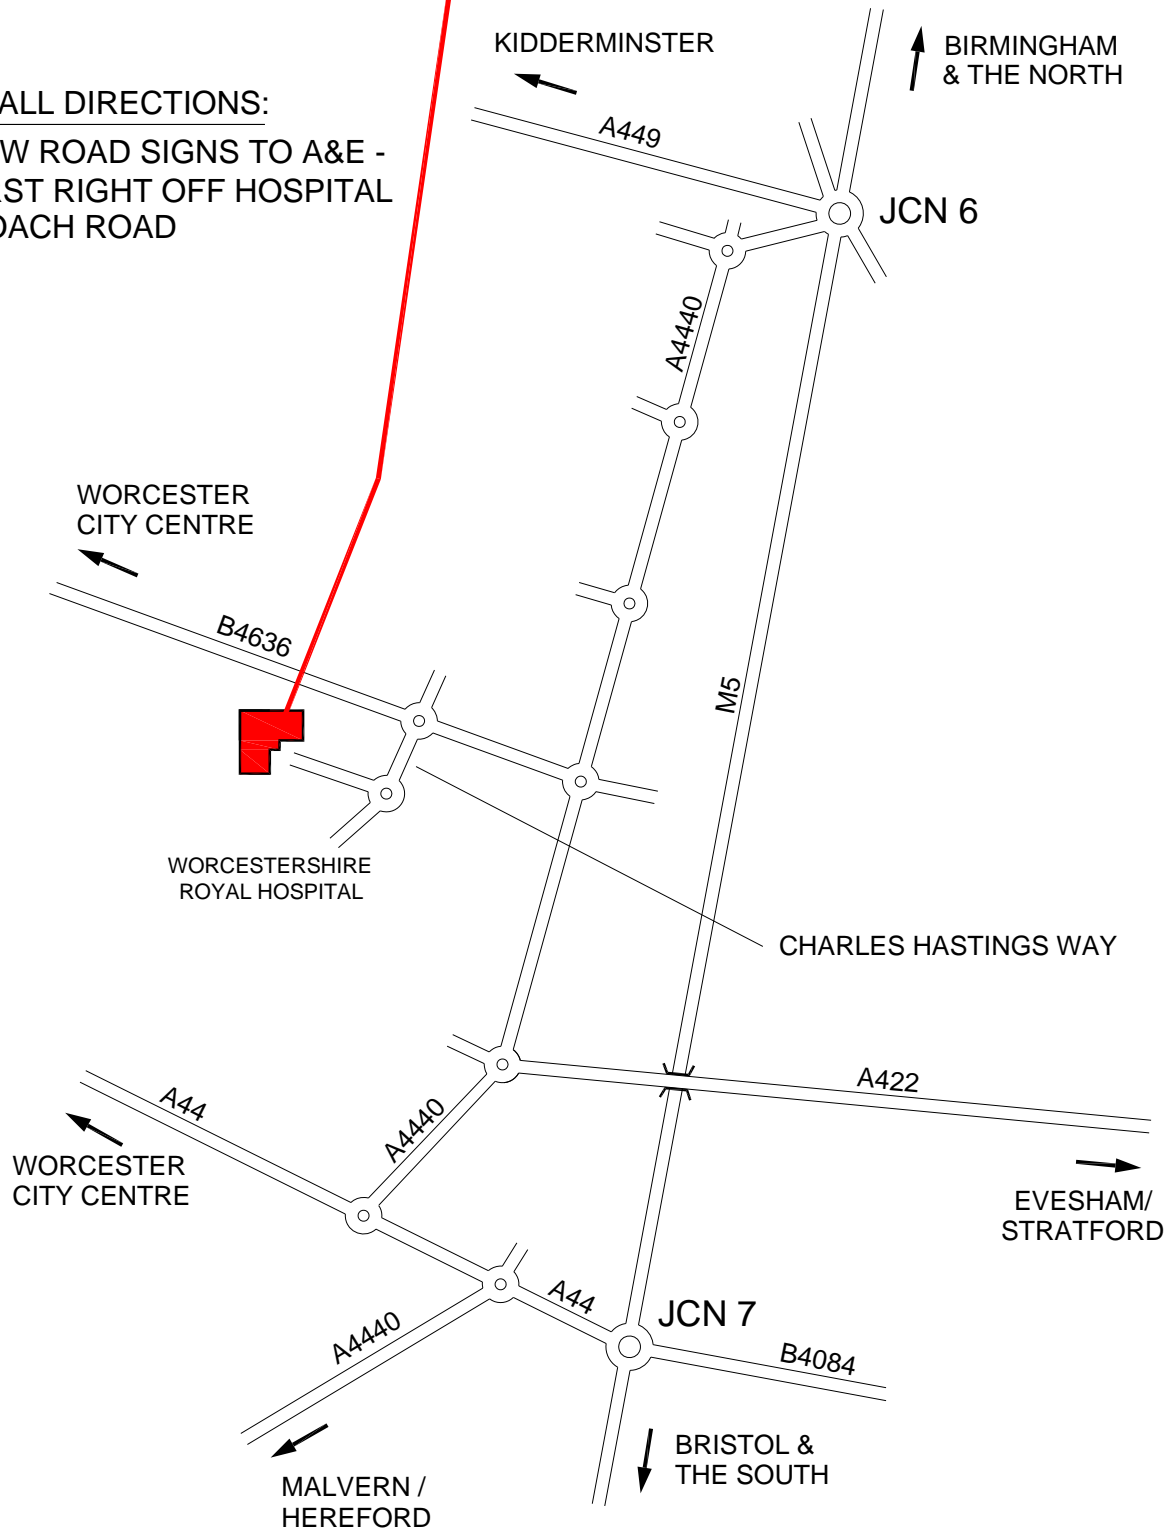 KIDDERMINSTER
BIRMINGHAM
& THE NORTH
ALL DIRECTIONS:
W ROAD SIGNS TO A&E -
ST RIGHT OFF HOSPITAL
OACH ROAD
A449
JCN 6
A4440
WORCESTER
CITY CENTRE
B4636
M5
WORCESTERSHIRE
ROYAL HOSPITAL
CHARLES HASTINGS WAY
A422
A44
A4440
WORCESTER
CITY CENTRE
EVESHAM/
STRATFORD
A44
JCN 7
A4440
B4084
BRISTOL &
THE SOUTH
MALVERN /
HEREFORD